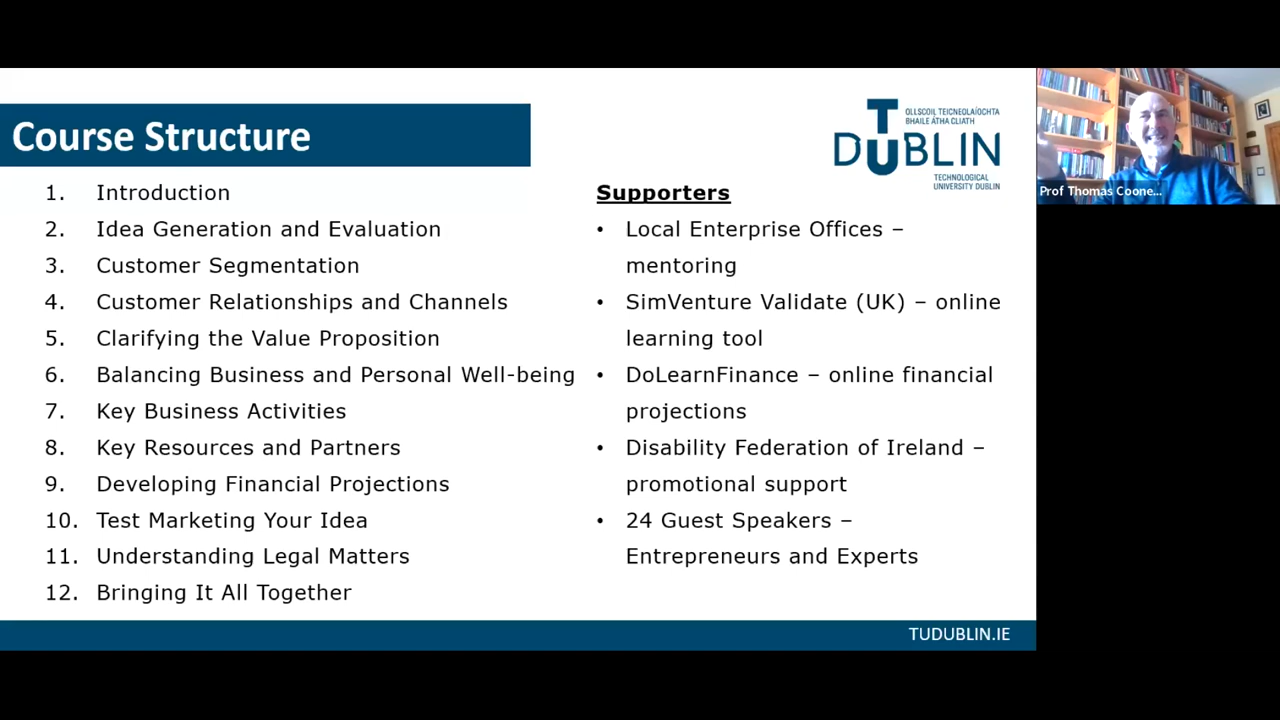 Course Structure
OLLSCOIL TEICNEOLAÍOCHTA
BHAILE ÁTHA CLIATH
T
DUBLIN
TECHNOLOGICAL
UNIVERSITY DUBLIN
1. Introduction
2. Idea Generation and Evaluation
3. Customer Segmentation
4. Customer Relationships and Channels
5. Clarifying the Value Proposition
6. Balancing Business and Personal Well-being
7. Key Business Activities
8. Key Resources and Partners
9. Developing Financial Projections
10. Test Marketing Your Idea
11. Understanding Legal Matters
12. Bringing It All Together
Supporters
• Local Enterprise Offices –
mentoring
• SimVenture Validate (UK) – online
learning tool
• DoLearnFinance – online financial
projections
• Disability Federation of Ireland –
promotional support
• 24 Guest Speakers –
Entrepreneurs and Experts
TUDUBLIN.IE
Prof Thomas Coone...